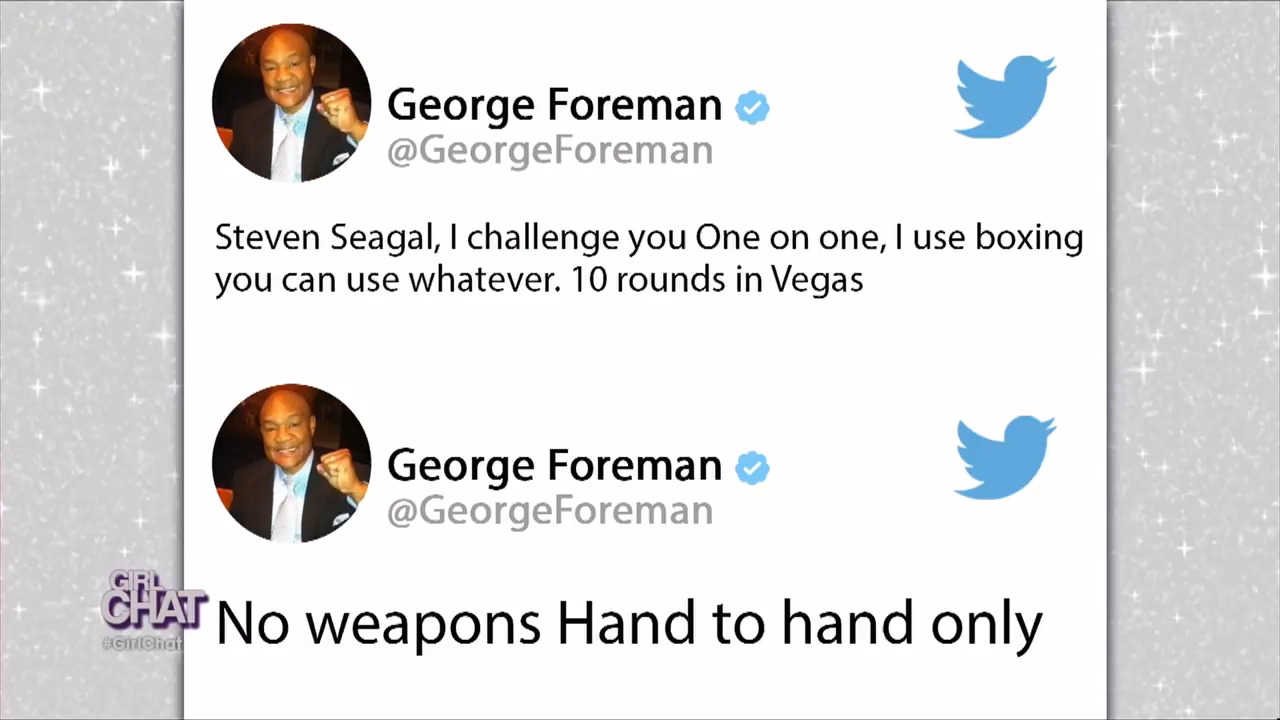 George Foreman
@GeorgeForeman
Steven Seagal, I challenge you One on one, I use boxing
you can use whatever. 10 rounds in Vegas
George Foreman
@GeorgeForeman
GIRL
CHAT
#GirlChat
No weapons Hand to hand only